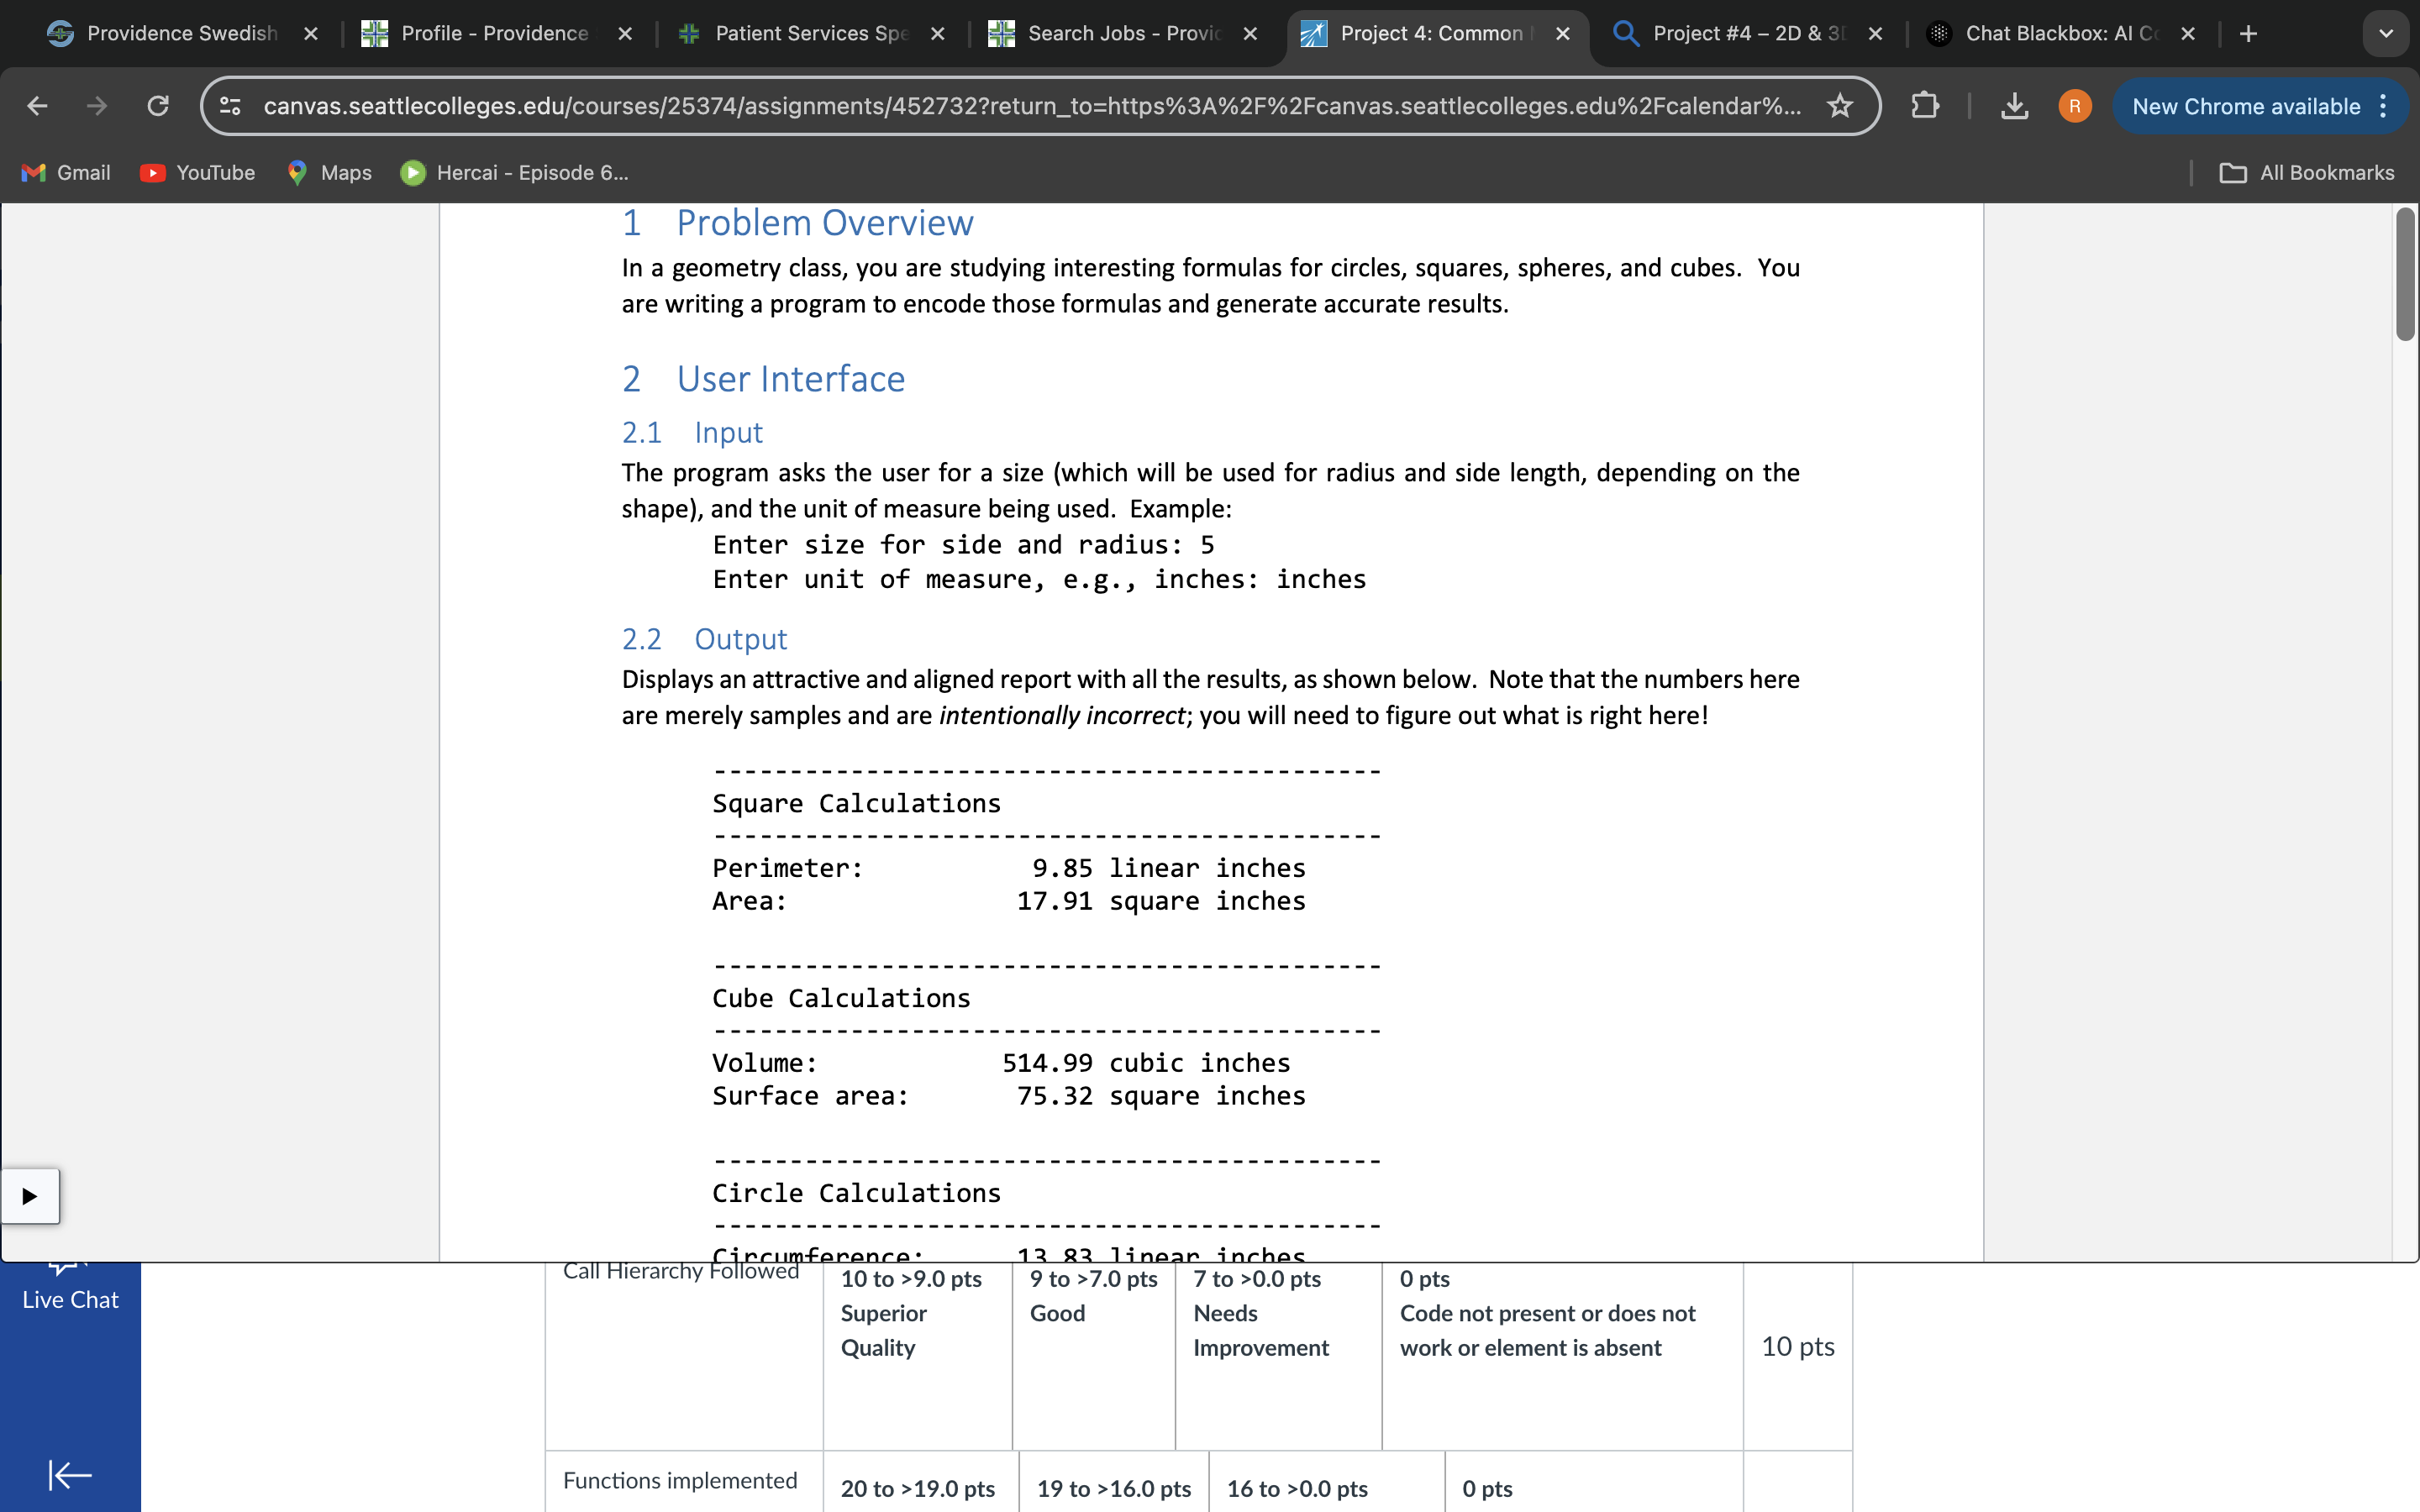 Providence Swedish
Profile - Providence
Patient Services Spe
Search Jobs - Provic
Project 4: Common
Project #4 – 2D & 3D
Chat Blackbox: AI Co
canvas.seattlecolleges.edu/courses/25374/assignments/452732?return_to=https%3A%2F%2Fcanvas.seattlecolleges.edu%2Fcalendar%...
R
New Chrome available
Gmail
YouTube
Maps
Hercai - Episode 6...
All Bookmarks
1 Problem Overview
In a geometry class, you are studying interesting formulas for circles, squares, spheres, and cubes. You
are writing a program to encode those formulas and generate accurate results.
2 User Interface
2.1 Input
The program asks the user for a size (which will be used for radius and side length, depending on the
shape), and the unit of measure being used. Example:
Enter size for side and radius: 5
Enter unit of measure, e.g., inches: inches
2.2 Output
Displays an attractive and aligned report with all the results, as shown below. Note that the numbers here
are merely samples and are intentionally incorrect; you will need to figure out what is right here!
--------------------------------------------
Square Calculations
--------------------------------------------
Perimeter: 9.85 linear inches
Area: 17.91 square inches
--------------------------------------------
Cube Calculations
--------------------------------------------
Volume: 514.99 cubic inches
Surface area: 75.32 square inches
--------------------------------------------
Circle Calculations
--------------------------------------------
Circumference: 13.83 linear inches
Live Chat
Call Hierarchy Followed
10 to >9.0 pts
Superior
Quality
9 to >7.0 pts
Good
7 to >0.0 pts
Needs
Improvement
0 pts
Code not present or does not
work or element is absent
10 pts
Functions implemented
20 to >19.0 pts
19 to >16.0 pts
16 to >0.0 pts
0 pts